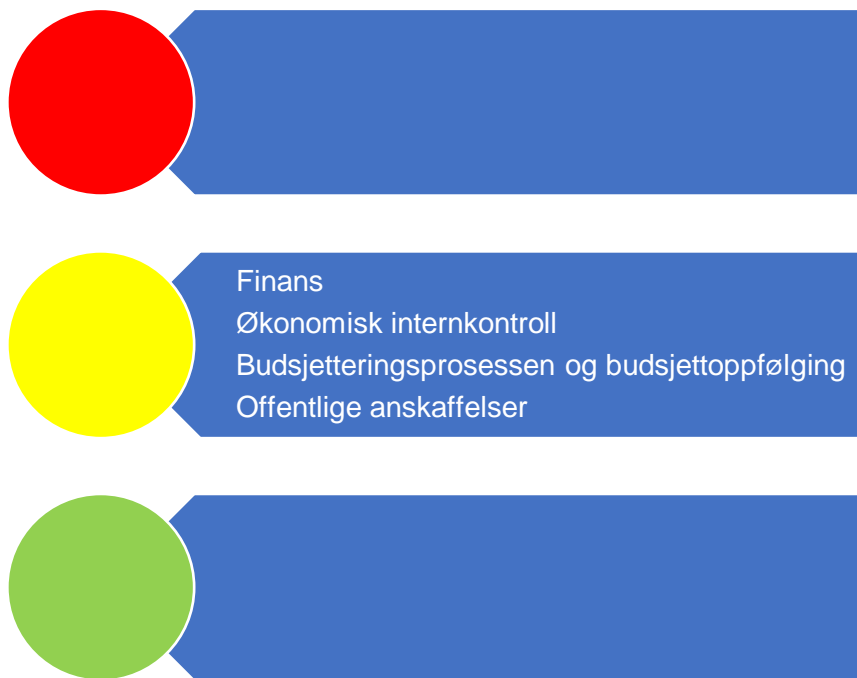 Finans
Økonomisk internkontroll
Budsjetteringsprosessen og budsjettoppfølging
Offentlige anskaffelser